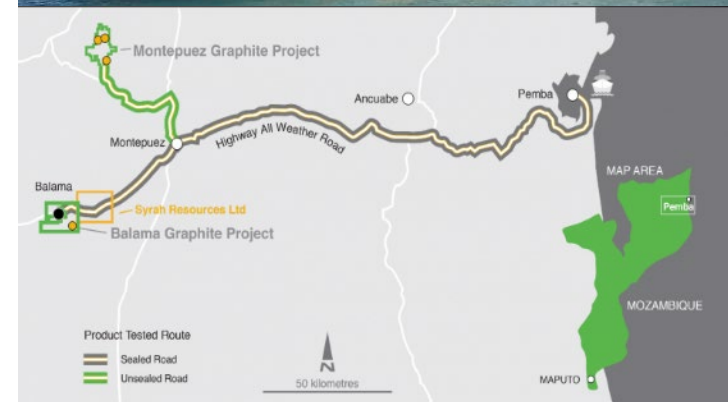 Montepuez Graphite Project
Ancuabe
Pemba
Highway All Weather Road
Montepuez
MAP AREA
Balama
Syrah Resources Ltd
Pemba
Balama Graphite Project
MOZAMBIQUE
Product Tested Route
Sealed Road
N
Unsealed Road
50 kilometres
MAPUTO